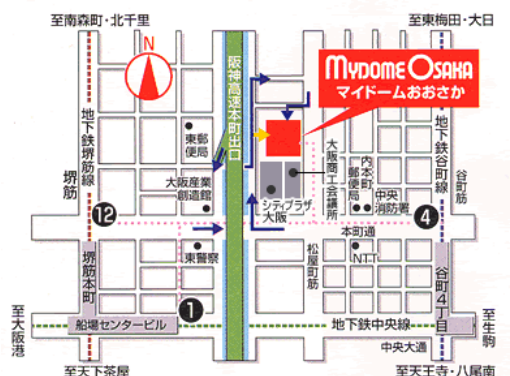 至南森町・北千里
至東梅田・大日
N
MYDOME OSAKA
マイドームおおさか
阪神高速本町出口
地下鉄堺筋線
堺筋
東郵
便局
大阪産業
創造館
シティプラザ
大阪
大阪商工会議所
内本町
郵便局
中央
消防署
地下鉄谷町線
谷町筋
12
4
本町通
NTT
松屋町筋
東警察
堺筋本町
谷町4丁目
1
船場センタービル
地下鉄中央線
中央大通
至大阪港
至生駒
至天下茶屋
至天王寺・八尾南